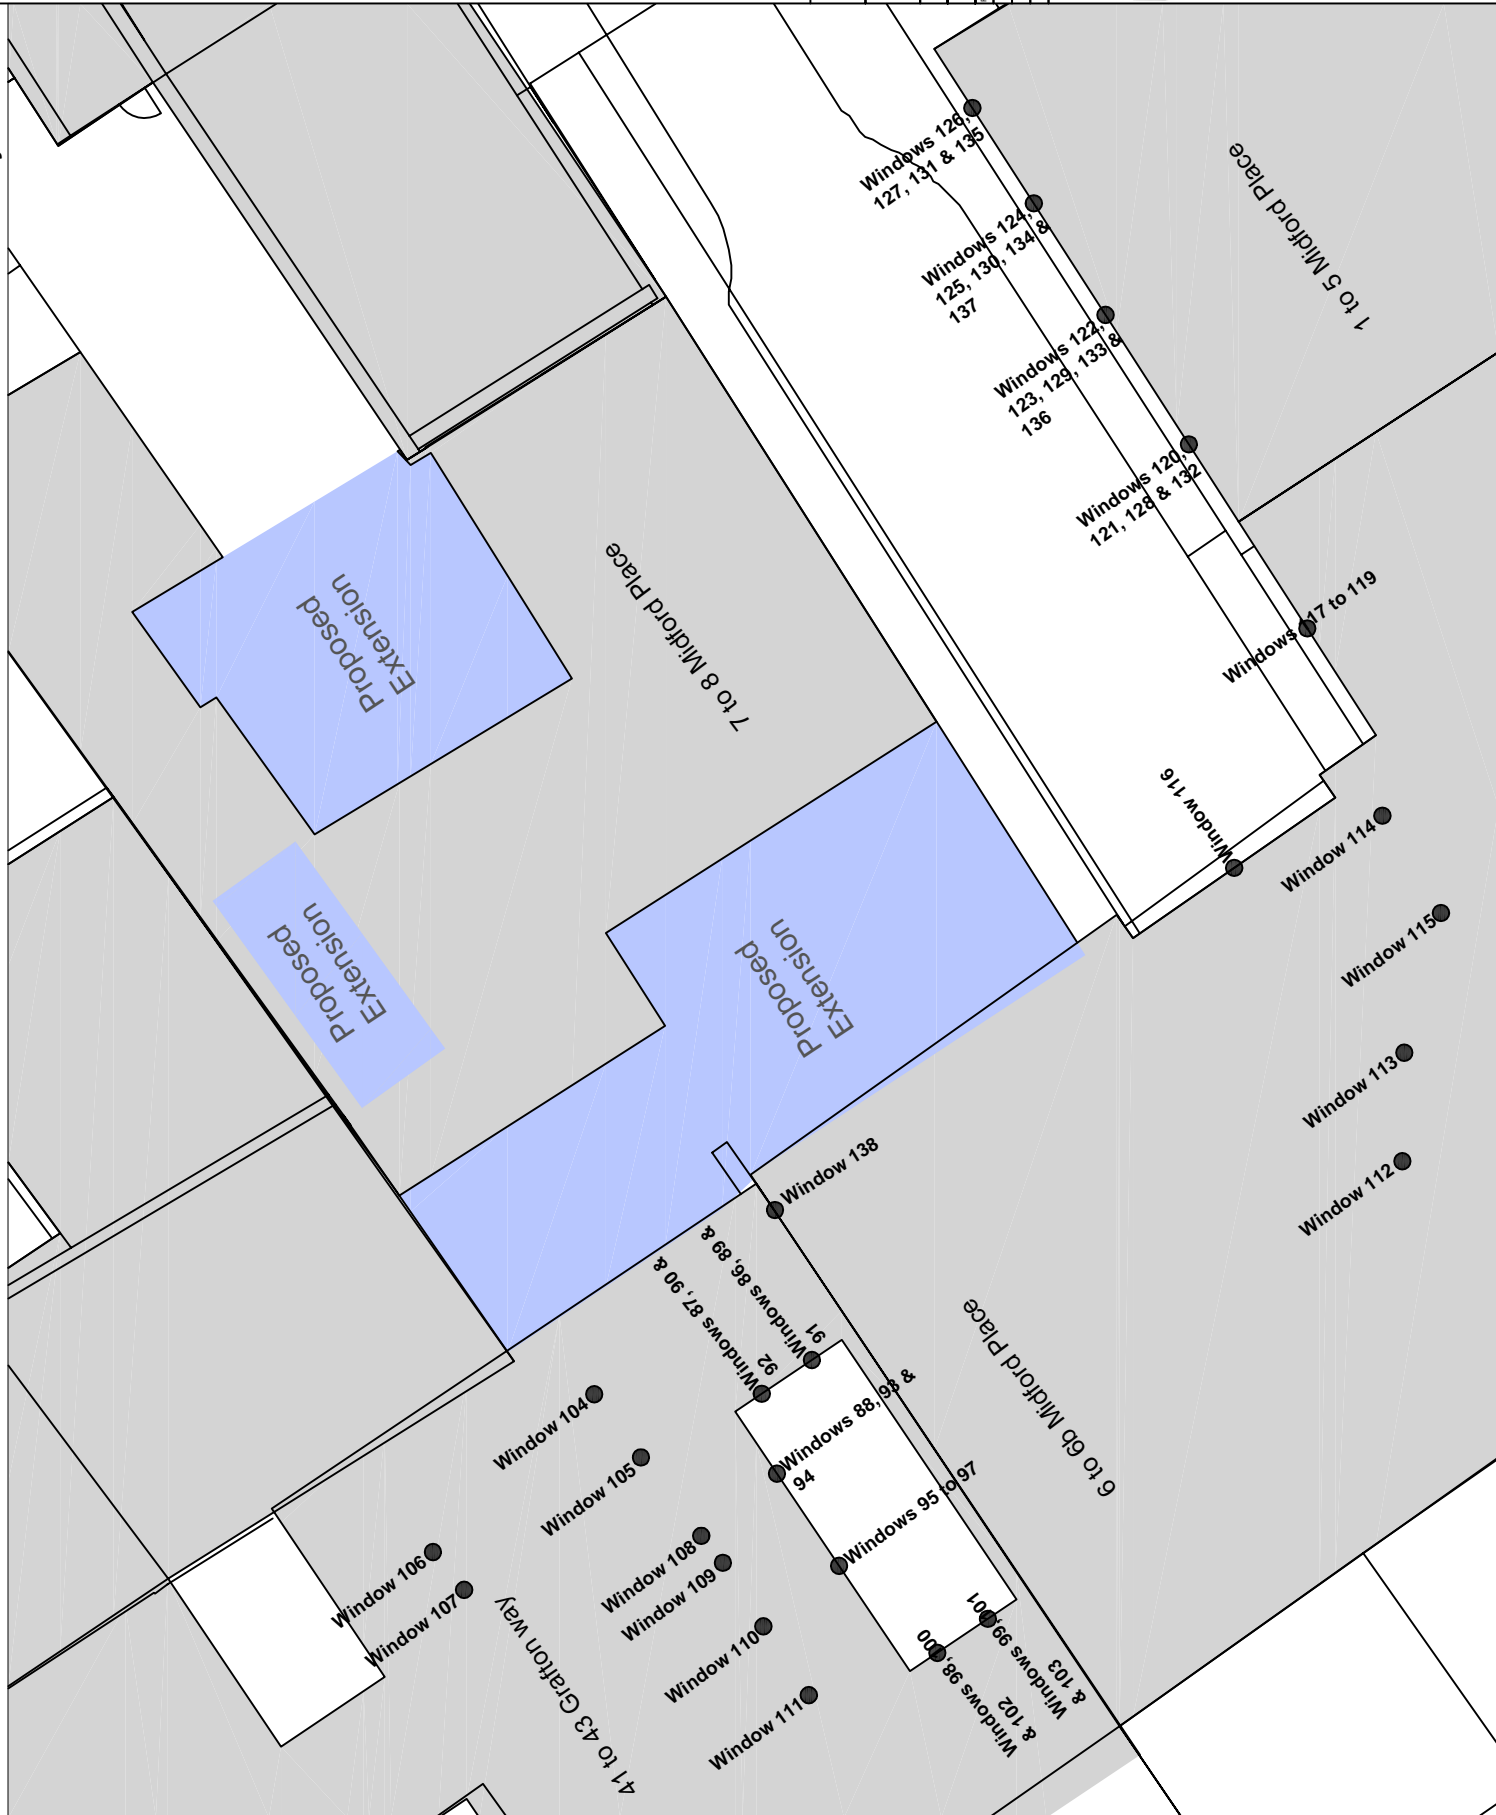 Windows 126,
127, 131 & 135
1 to 5 Midford Place
Windows 124,
125, 130, 134 &
137
Windows 122,
123, 129, 133 &
136
Windows 120,
121, 128 & 132
Windows 117 to 119
Proposed
Extension
7 to 8 Midford Place
Window 116
Window 114
Window 115
Proposed
Extension
Proposed
Extension
Window 113
Window 112
Window 138
Windows 86, 89 &
91
Windows 87, 90 &
92
6 to 6b Midford Place
Windows 88, 93 &
94
Window 104
Window 105
Windows 95 to 97
Window 106
Window 107
Window 108
Window 109
Window 110
Window 111
41 to 43 Grafton way
Windows 98, 100
& 102
Windows 99, 101
& 103